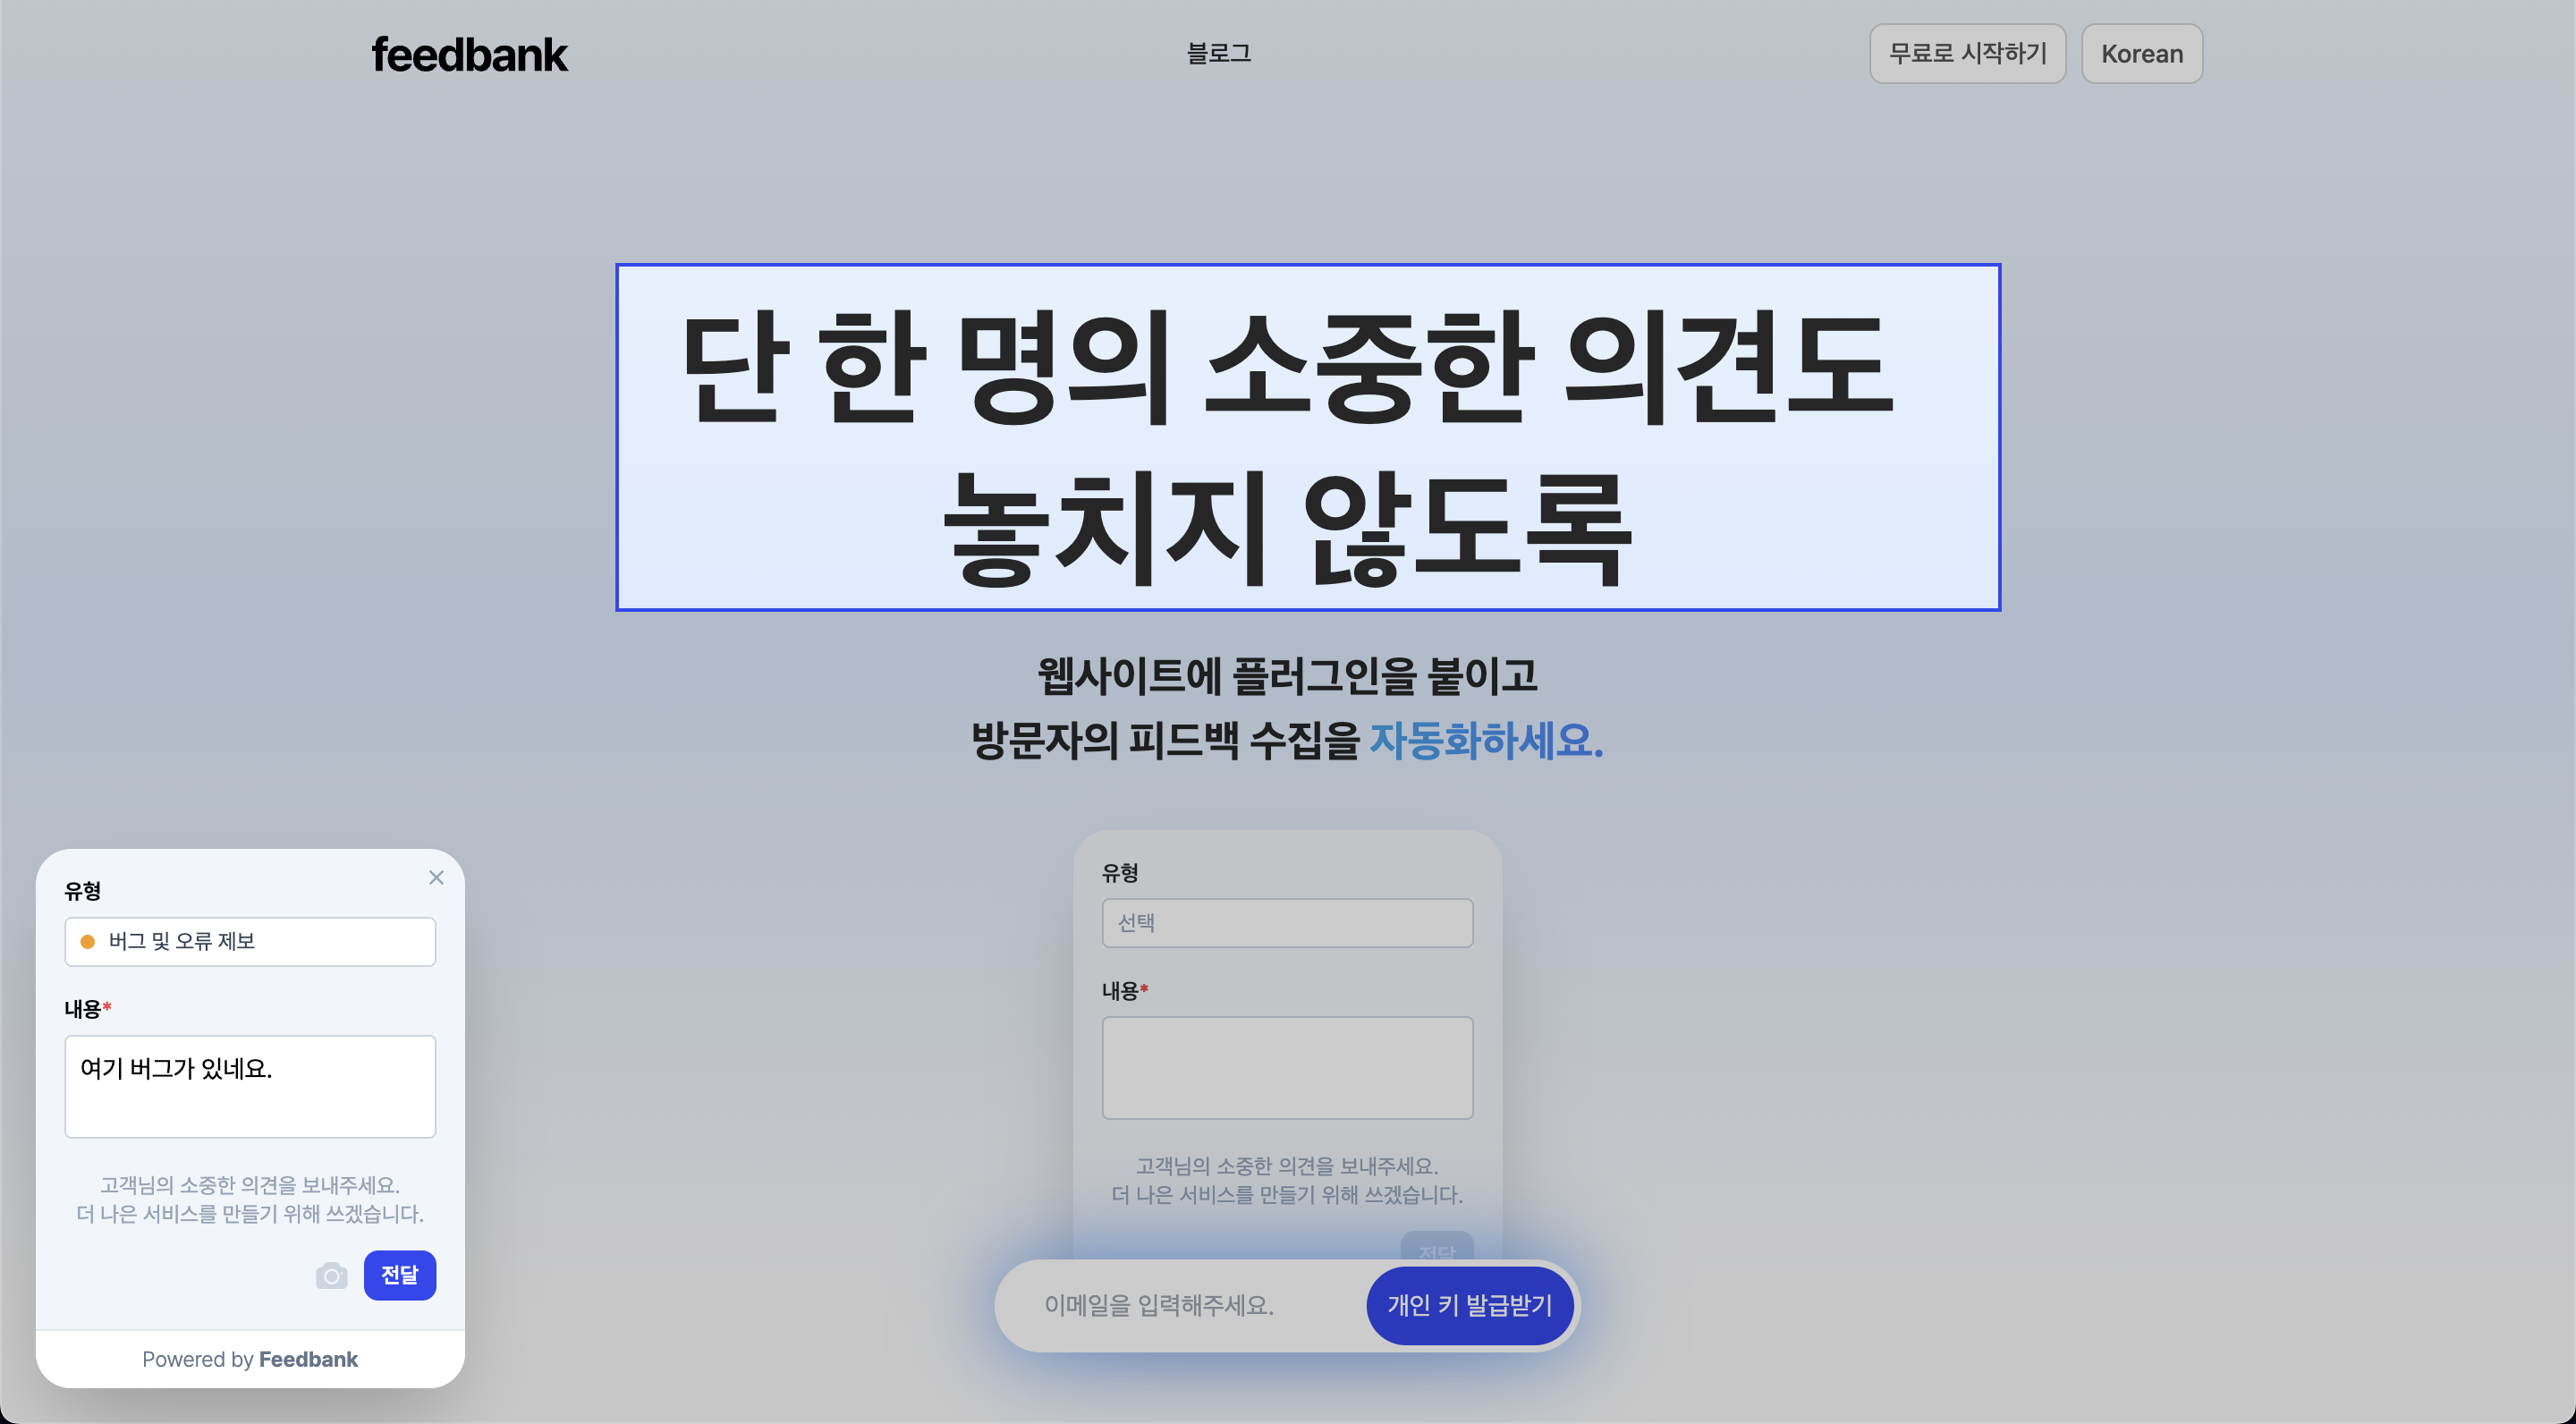 feedbank
블로그
무료로 시작하기
Korean
단 한 명의 소중한 의견도
놓치지 않도록
웹사이트에 플러그인을 붙이고
방문자의 피드백 수집을 자동화하세요.
유형
선택
내용*
고객님의 소중한 의견을 보내주세요.
더 나은 서비스를 만들기 위해 쓰겠습니다.
전달
이메일을 입력해주세요.
개인 키 발급받기
유형
버그 및 오류 제보
내용*
여기 버그가 있네요.
고객님의 소중한 의견을 보내주세요.
더 나은 서비스를 만들기 위해 쓰겠습니다.
전달
Powered by Feedbank